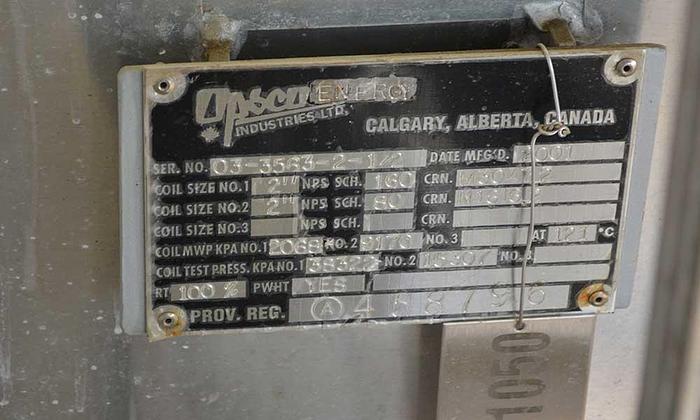 Opsco ENERG
INDUSTRIES LTD.
CALGARY, ALBERTA, CANADA
SER. NO. 03-3563-2-1/2 DATE MFG'D. 2001
COIL SIZE NO.1 2" NPS SCH. 160 CRN.
COIL SIZE NO.2 2" NPS SCH. 80 CRN.
COIL SIZE NO.3 NPS SCH. CRN.
COIL MWP KPA NO.1 NO.2 9170 NO. 3 AT 121 °C
COIL TEST PRESS. KPA NO.1 38322 NO. 2 NO.
RT. 100 % PWHT YES
PROV. REG. A
1050